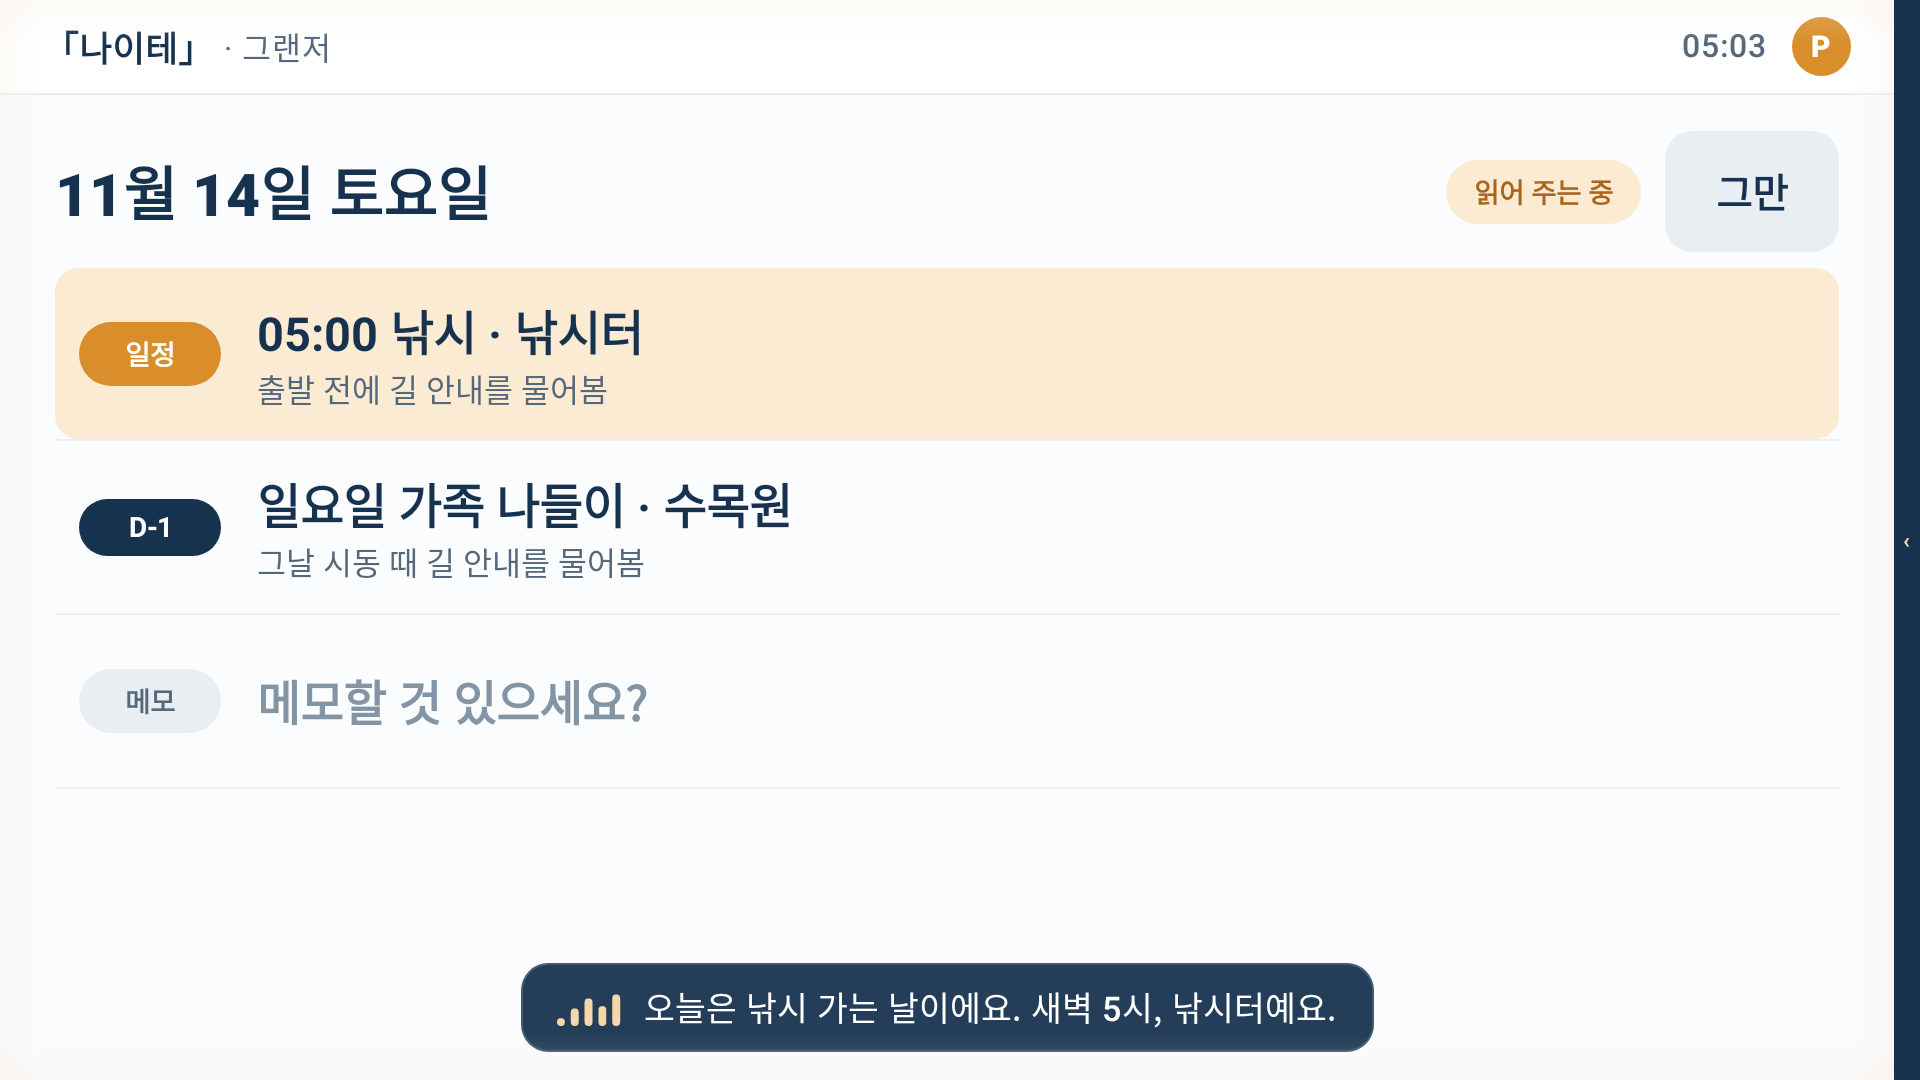 「나이테」 · 그랜저
05:03
P
11월 14일 토요일
읽어 주는 중
그만
일정
05:00 낚시 · 낚시터
출발 전에 길 안내를 물어봄
D-1
일요일 가족 나들이 · 수목원
그날 시동 때 길 안내를 물어봄
메모
메모할 것 있으세요?
‹
오늘은 낚시 가는 날이에요. 새벽 5시, 낚시터예요.